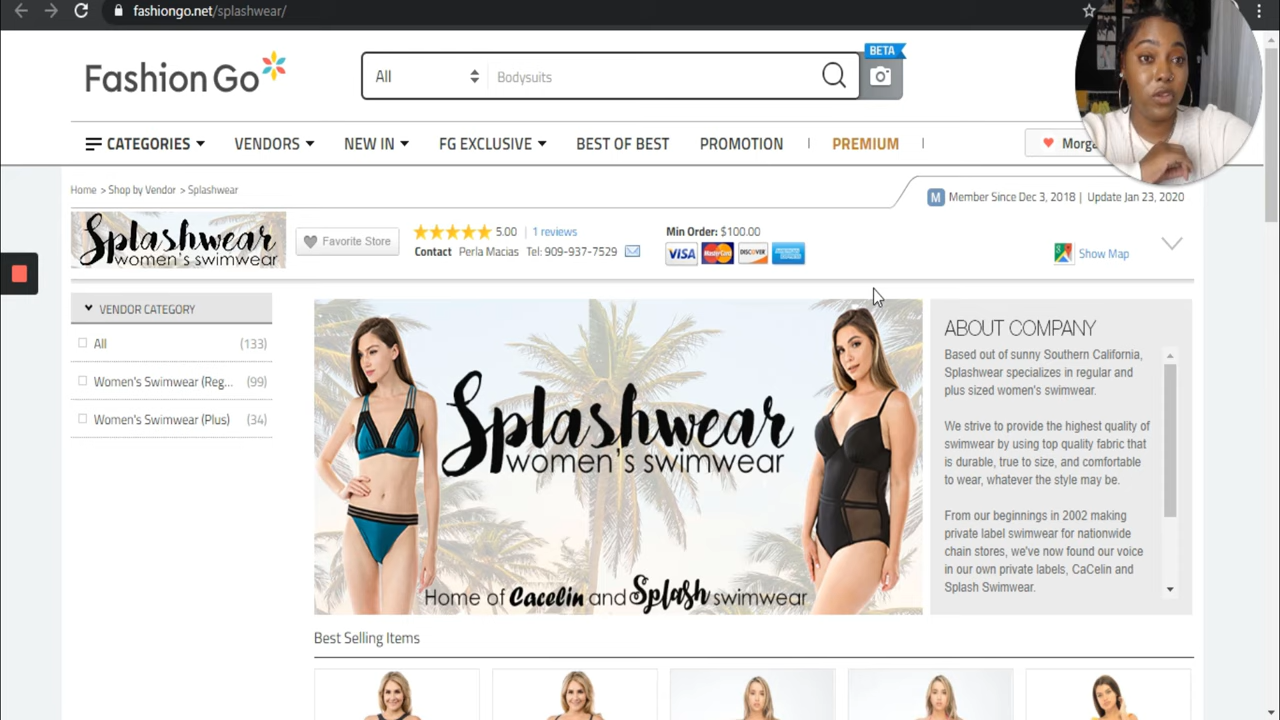 fashiongo.net/splashwear/
Fashion Go
All
Bodysuits
BETA
CATEGORIES
VENDORS
NEW IN
FG EXCLUSIVE
BEST OF BEST
PROMOTION
PREMIUM
Home > Shop by Vendor > Splashwear
M Member Since Dec 3, 2018 | Update Jan 23, 2020
Splashwear
women's swimwear
Favorite Store
5.00 | 1 reviews
Contact Perla Macias Tel: 909-937-7529
Min Order: $100.00
VISA MasterCard DISCOVER
Show Map
VENDOR CATEGORY
All (133)
Women's Swimwear (Reg... (99)
Women's Swimwear (Plus) (34)
Splashwear
women's swimwear
Home of Cacelin and Splash swimwear
ABOUT COMPANY
Based out of sunny Southern California,
Splashwear specializes in regular and
plus sized women's swimwear.
We strive to provide the highest quality of
swimwear by using top quality fabric that
is durable, true to size, and comfortable
to wear, whatever the style may be.
From our beginnings in 2002 making
private label swimwear for nationwide
chain stores, we've now found our voice
in our own private labels, CaCelin and
Splash Swimwear.
Best Selling Items